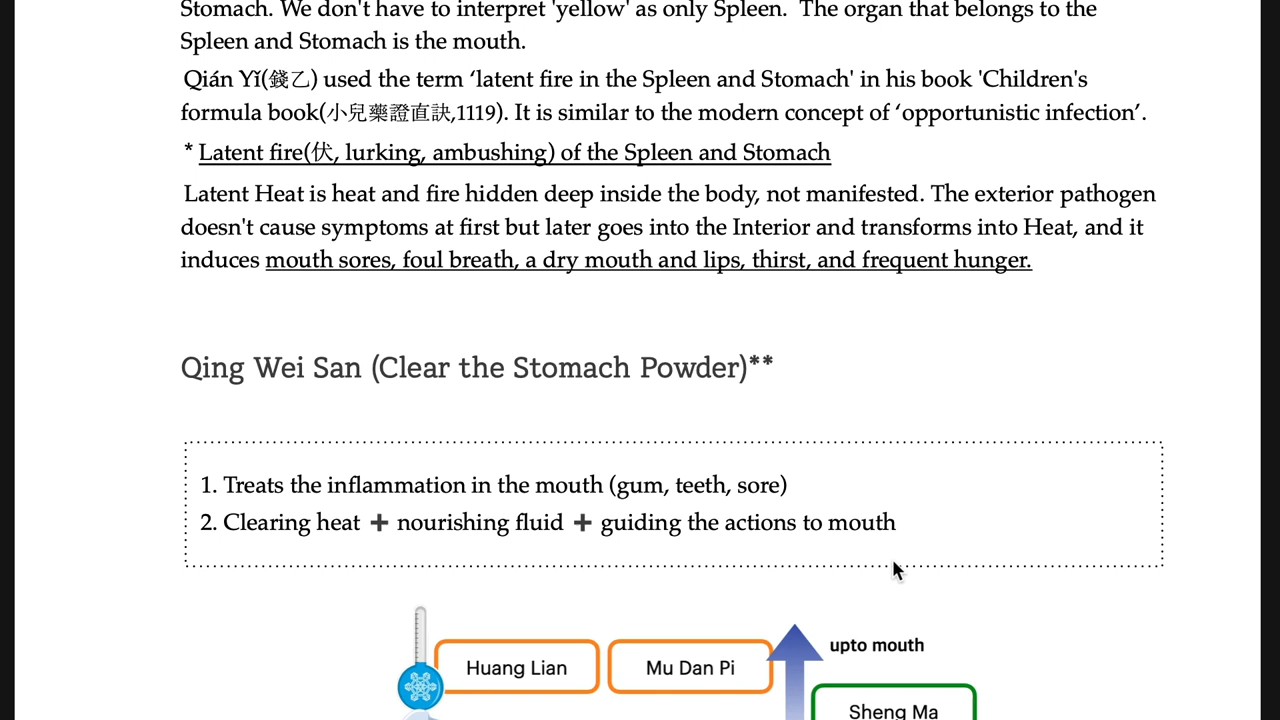 Stomach. We don't have to interpret 'yellow' as only Spleen.  The organ that belongs to the
Spleen and Stomach is the mouth.
Qián Yǐ(錢乙) used the term ‘latent fire in the Spleen and Stomach' in his book 'Children's
formula book(小兒藥證直訣,1119). It is similar to the modern concept of ‘opportunistic infection’.
* Latent fire(伏, lurking, ambushing) of the Spleen and Stomach
Latent Heat is heat and fire hidden deep inside the body, not manifested. The exterior pathogen
doesn't cause symptoms at first but later goes into the Interior and transforms into Heat, and it
induces mouth sores, foul breath, a dry mouth and lips, thirst, and frequent hunger.
Qing Wei San (Clear the Stomach Powder)**
1. Treats the inflammation in the mouth (gum, teeth, sore)
2. Clearing heat ➕ nourishing fluid ➕ guiding the actions to mouth
upto mouth
Huang Lian
Mu Dan Pi
Sheng Ma